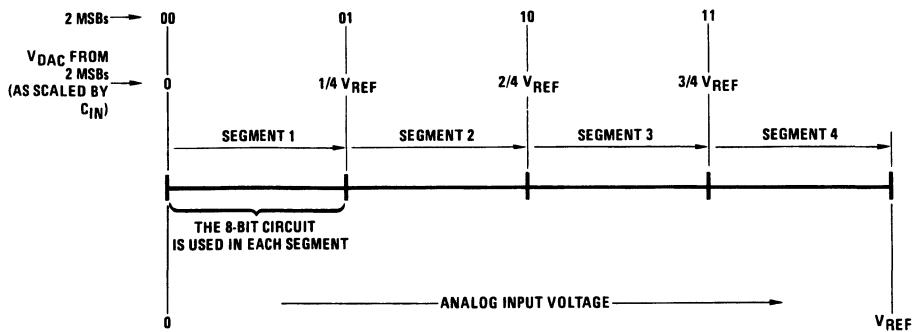 2 MSBs 00 01 10 11
VDAC FROM
2 MSBs
(AS SCALED BY
CIN)
0 1/4 VREF 2/4 VREF 3/4 VREF
SEGMENT 1 SEGMENT 2 SEGMENT 3 SEGMENT 4
THE 8-BIT CIRCUIT
IS USED IN EACH SEGMENT
ANALOG INPUT VOLTAGE
0 VREF